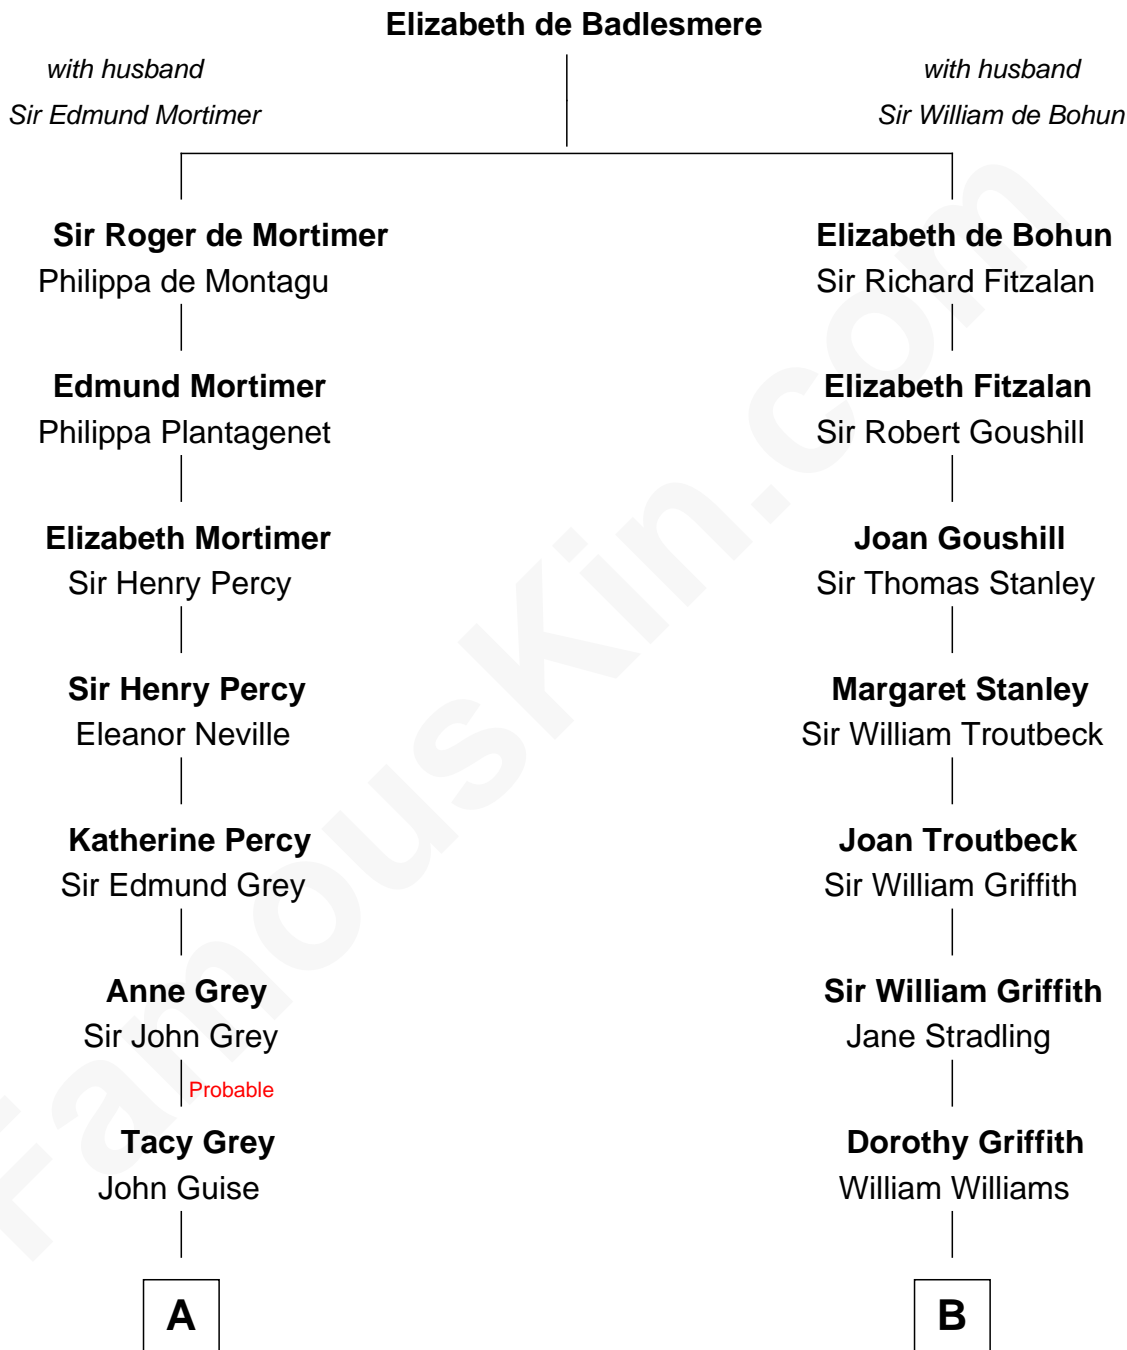 Elizabeth de Badlesmere
with husband
Sir Edmund Mortimer
with husband
Sir William de Bohun
Sir Roger de Mortimer
Philippa de Montagu
Elizabeth de Bohun
Sir Richard Fitzalan
Edmund Mortimer
Philippa Plantagenet
Elizabeth Fitzalan
Sir Robert Goushill
Elizabeth Mortimer
Sir Henry Percy
Joan Goushill
Sir Thomas Stanley
Sir Henry Percy
Eleanor Neville
Margaret Stanley
Sir William Troutbeck
Katherine Percy
Sir Edmund Grey
Joan Troutbeck
Sir William Griffith
Anne Grey
Sir John Grey
Sir William Griffith
Jane Stradling
Probable
Tacy Grey
John Guise
Dorothy Griffith
William Williams
A
B
FamousKin.com